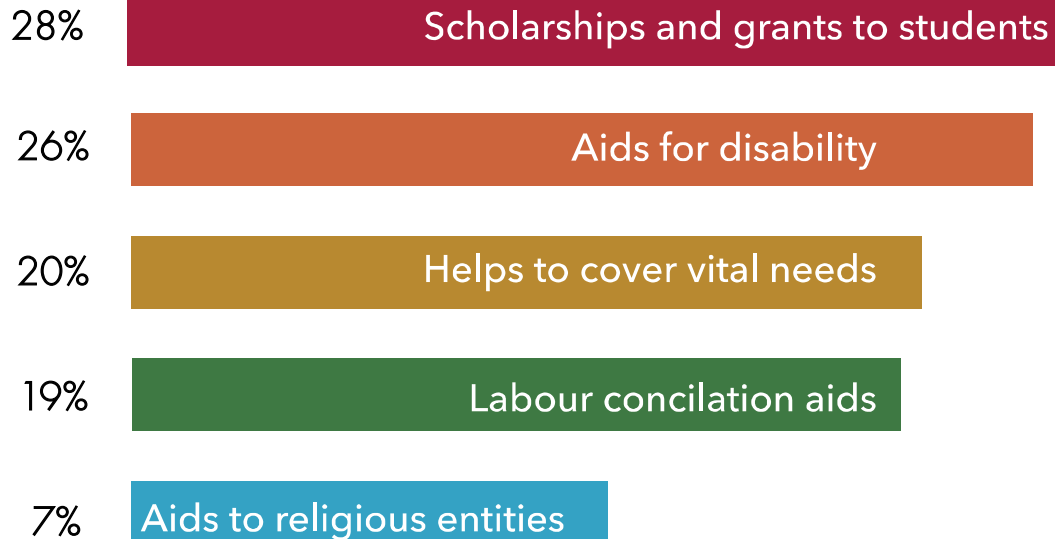 28% Scholarships and grants to students
26% Aids for disability
20% Helps to cover vital needs
19% Labour concilation aids
7% Aids to religious entities